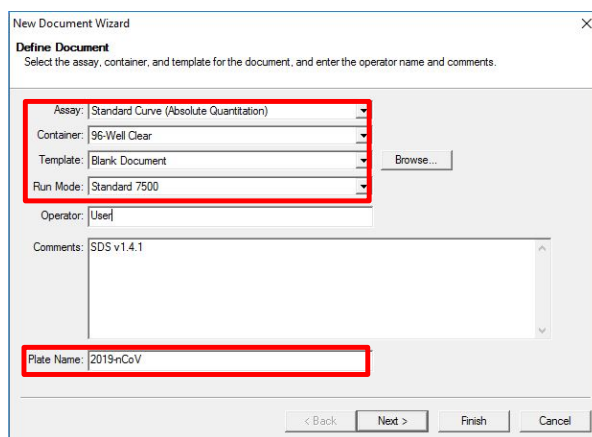 New Document Wizard
Define Document
Select the assay, container, and template for the document, and enter the operator name and comments.
Assay: Standard Curve (Absolute Quantitation)
Container: 96-Well Clear
Template: Blank Document Browse...
Run Mode: Standard 7500
Operator: User
Comments: SDS v1.4.1
Plate Name: 2019-nCoV
< Back Next > Finish Cancel